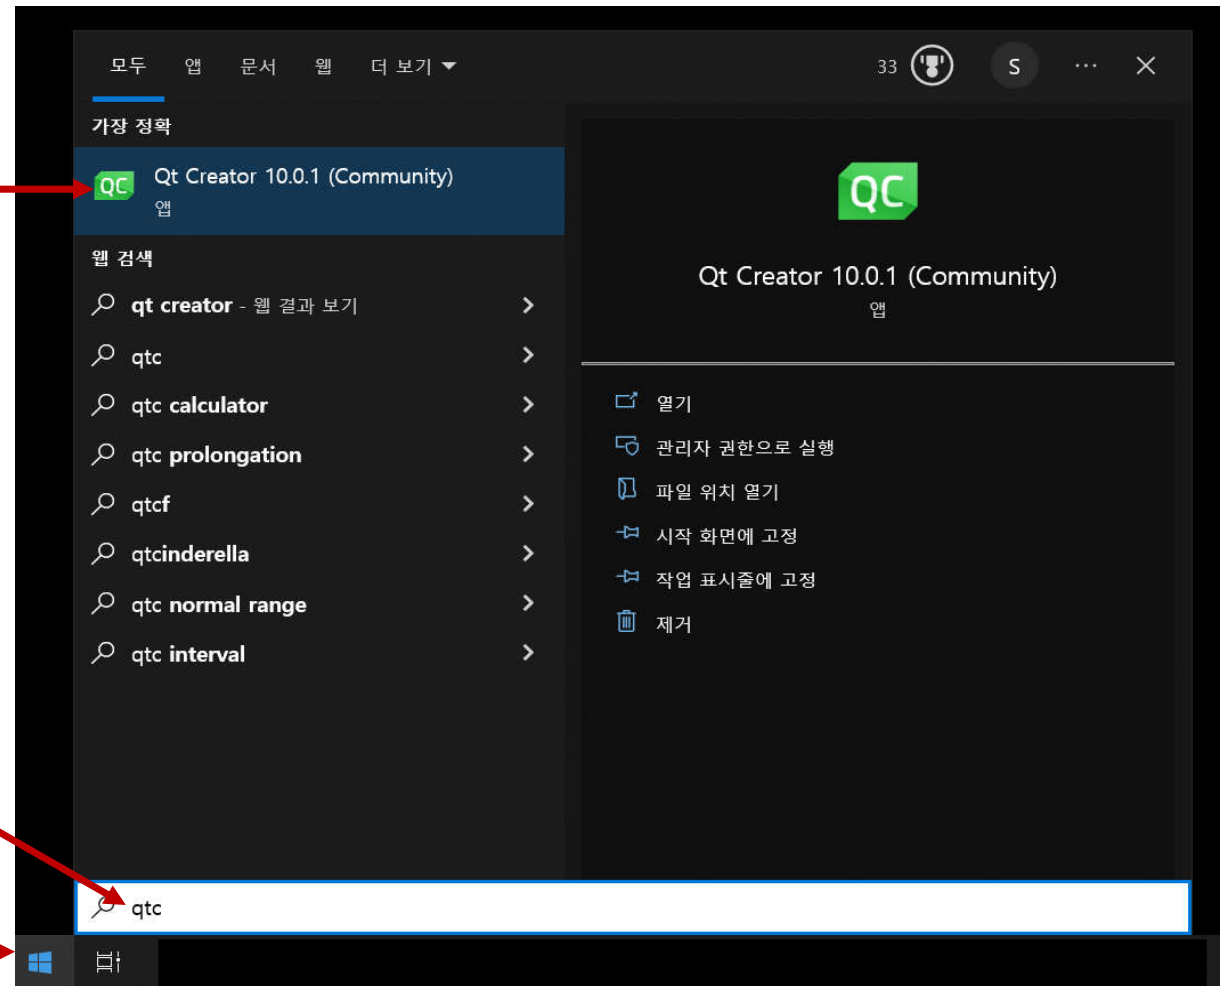 모두 앱 문서 웹 더 보기 33 S ...
가장 정확
QC Qt Creator 10.0.1 (Community)
앱
웹 검색
qt creator - 웹 결과 보기
qtc
qtc calculator
qtc prolongation
qtcf
qtcinderella
qtc normal range
qtc interval
QC
Qt Creator 10.0.1 (Community)
앱
열기
관리자 권한으로 실행
파일 위치 열기
시작 화면에 고정
작업 표시줄에 고정
제거
qtc